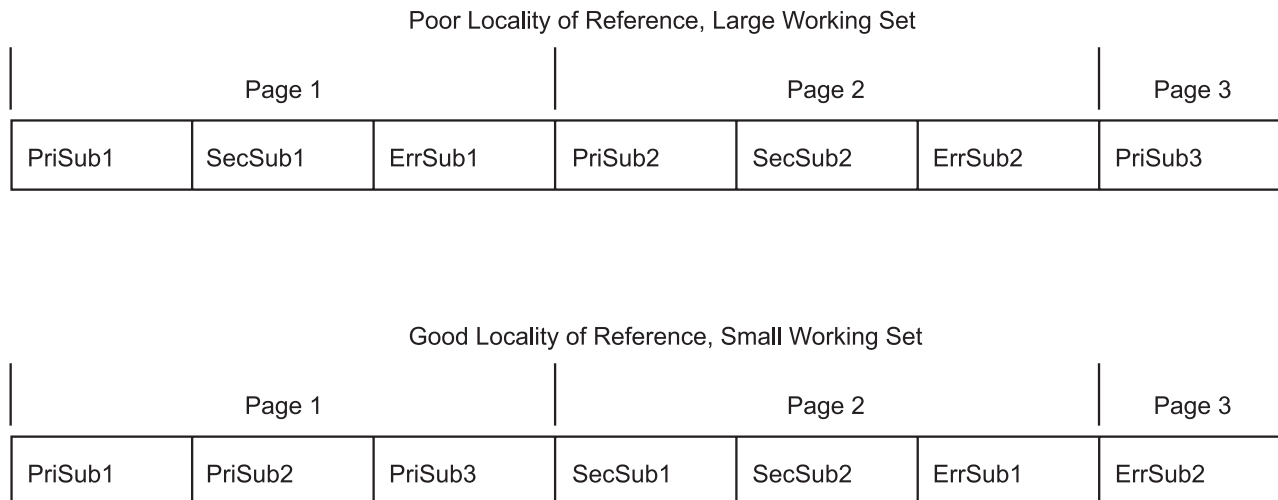 Poor Locality of Reference, Large Working Set
Page 1 Page 2 Page 3
PriSub1 SecSub1 ErrSub1 PriSub2 SecSub2 ErrSub2 PriSub3
Good Locality of Reference, Small Working Set
Page 1 Page 2 Page 3
PriSub1 PriSub2 PriSub3 SecSub1 SecSub2 ErrSub1 ErrSub2